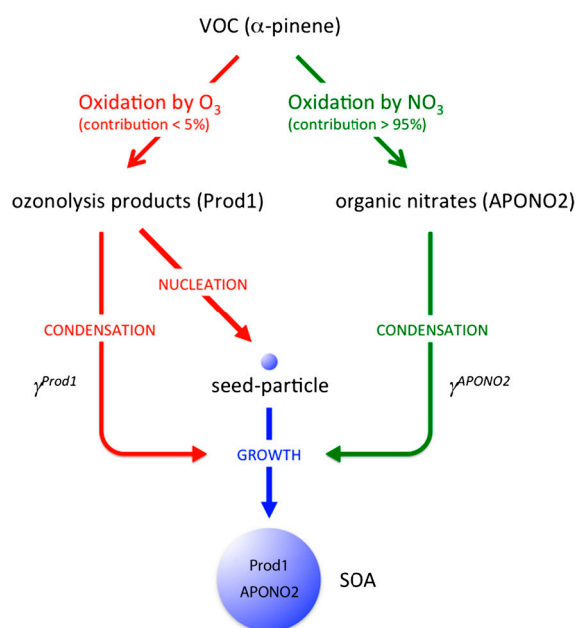 VOC (α-pinene)
Oxidation by O3
(contribution < 5%)
Oxidation by NO3
(contribution > 95%)
ozonolysis products (Prod1)
organic nitrates (APONO2)
NUCLEATION
CONDENSATION
CONDENSATION
γProd1
seed-particle
γAPONO2
GROWTH
Prod1
APONO2
SOA